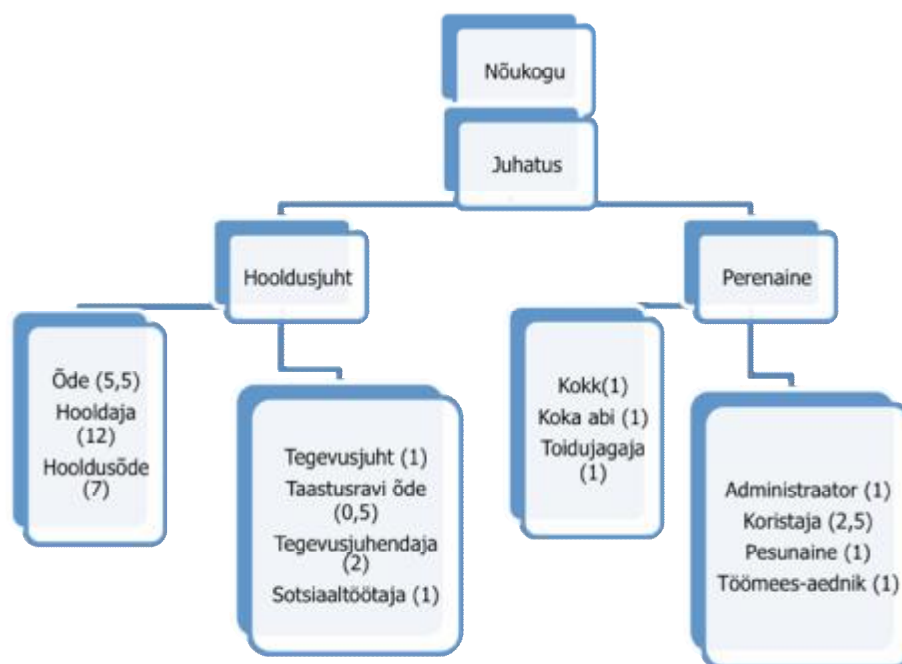 Nõukogu
Juhatus
Hooldusjuht
Perenaine
Õde (5,5)
Hooldaja
(12)
Hooldusõde
(7)
Tegevusjuht (1)
Taastusravi õde
(0,5)
Tegevusjuhendaja
(2)
Sotsiaaltöötaja (1)
Kokk(1)
Koka abi (1)
Toidujagaja
(1)
Administraator (1)
Koristaja (2,5)
Pesunaine (1)
Töömees-aednik (1)